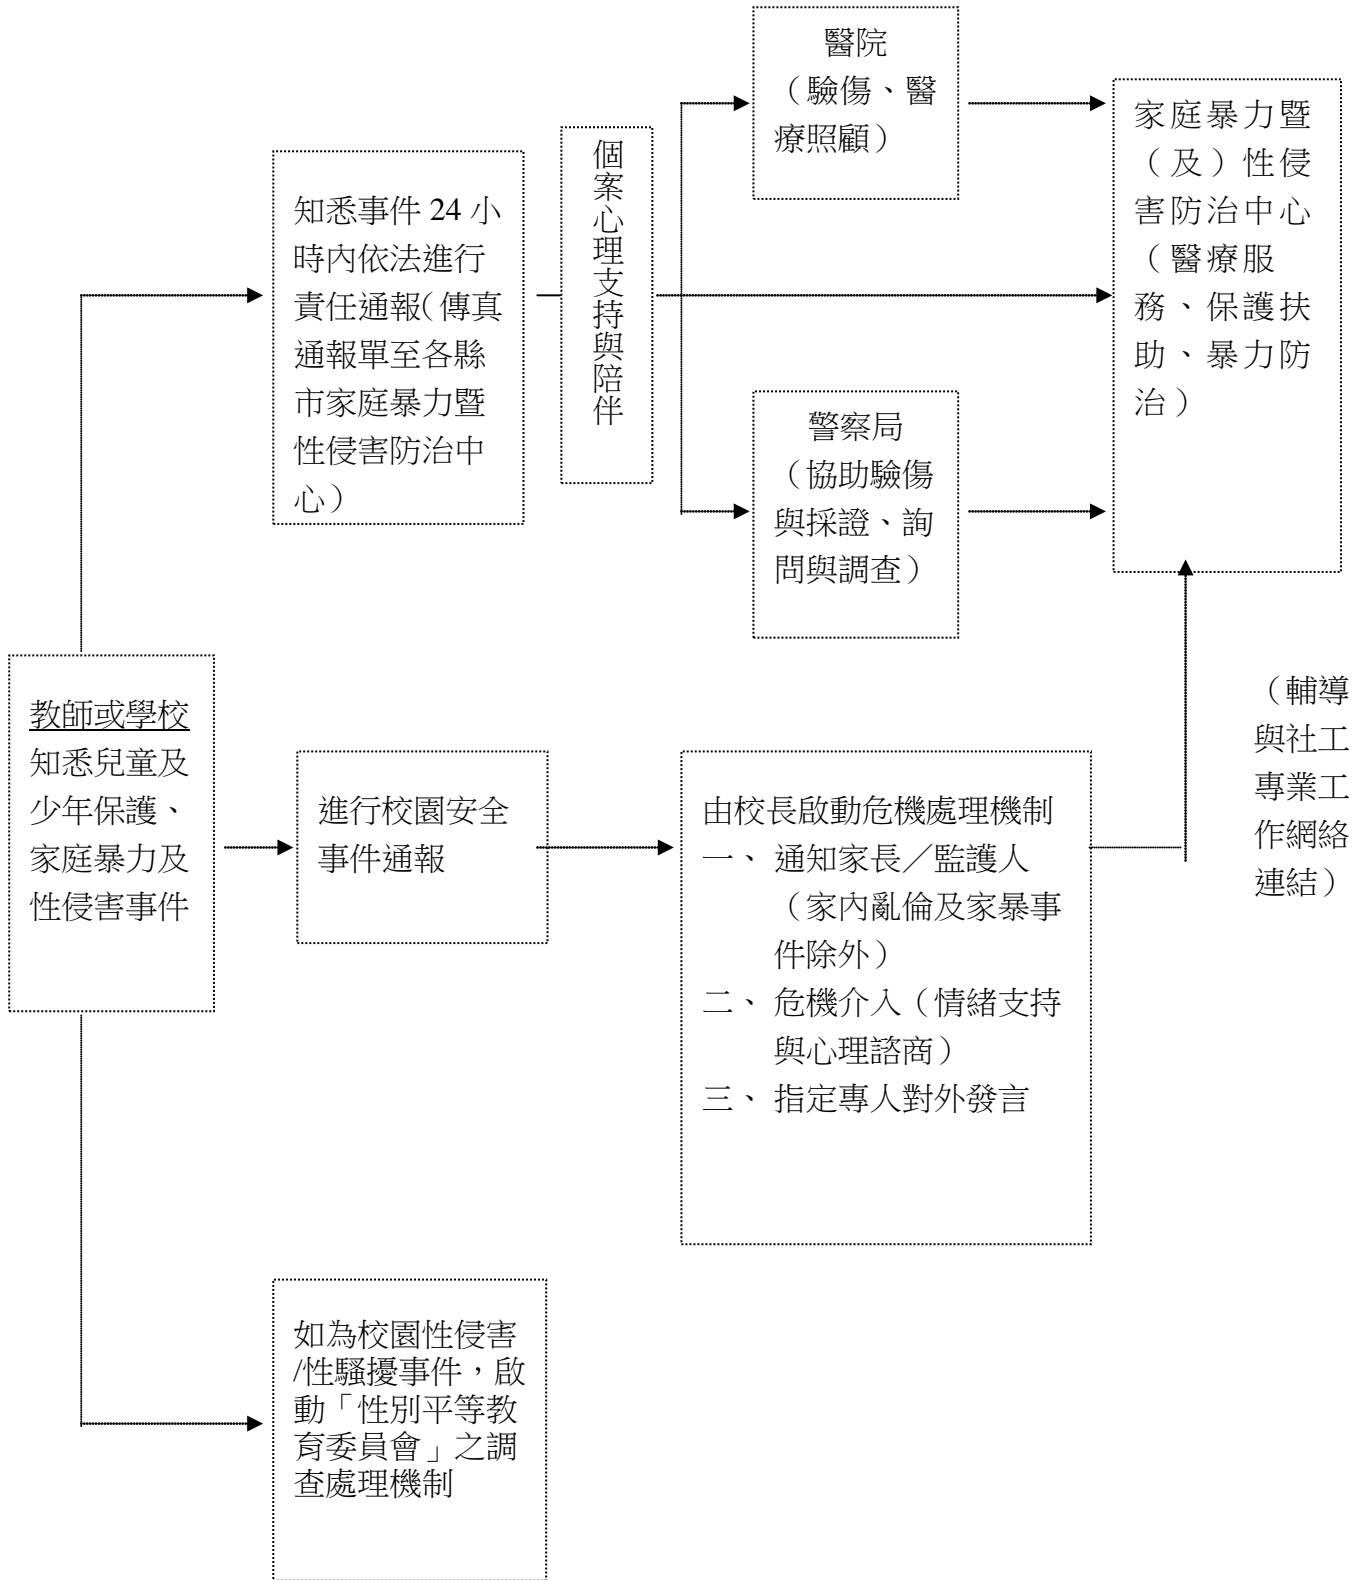 醫院
（驗傷、醫
療照顧）
家庭暴力暨
（及）性侵
害防治中心
（醫療服
務、保護扶
助、暴力防
治）
個案心理支持與陪伴
知悉事件 24 小
時內依法進行
責任通報(傳真
通報單至各縣
市家庭暴力暨
性侵害防治中
心）
警察局
（協助驗傷
與採證、詢
問與調查）
教師或學校
知悉兒童及
少年保護、
家庭暴力及
性侵害事件
進行校園安全
事件通報
由校長啟動危機處理機制
一、 通知家長／監護人
（家內亂倫及家暴事
件除外）
二、 危機介入（情緒支持
與心理諮商）
三、 指定專人對外發言
（輔導
與社工
專業工
作網絡
連結）
如為校園性侵害
/性騷擾事件，啟
動「性別平等教
育委員會」之調
查處理機制